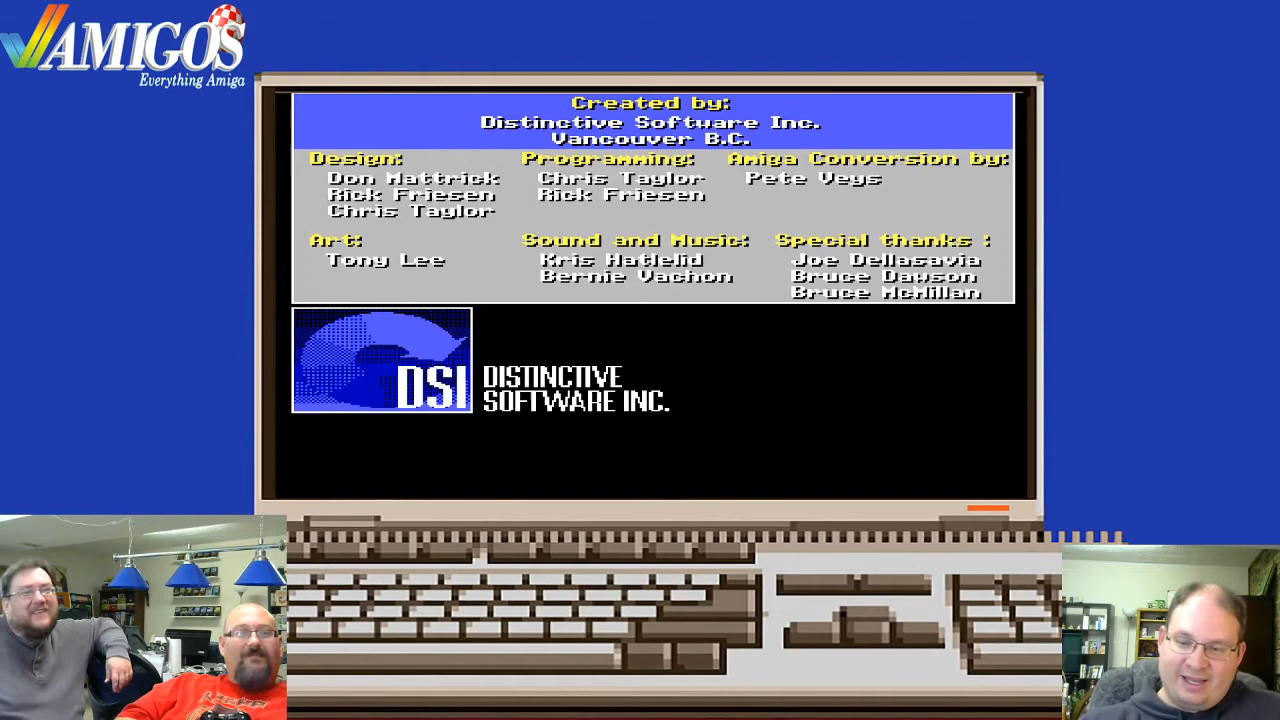 AMIGOS
Everything Amiga
Created by:
Distinctive Software Inc.
Vancouver B.C.
Design:
Don Mattrick
Rick Friesen
Chris Taylor
Programming:
Chris Taylor
Rick Friesen
Amiga Conversion by:
Pete Veys
Art:
Tony Lee
Sound and Music:
Kris Hatlelid
Bernie Vachon
Special thanks :
Joe Dellasavia
Bruce Dawson
Bruce McMillan
DSI
DISTINCTIVE
SOFTWARE INC.